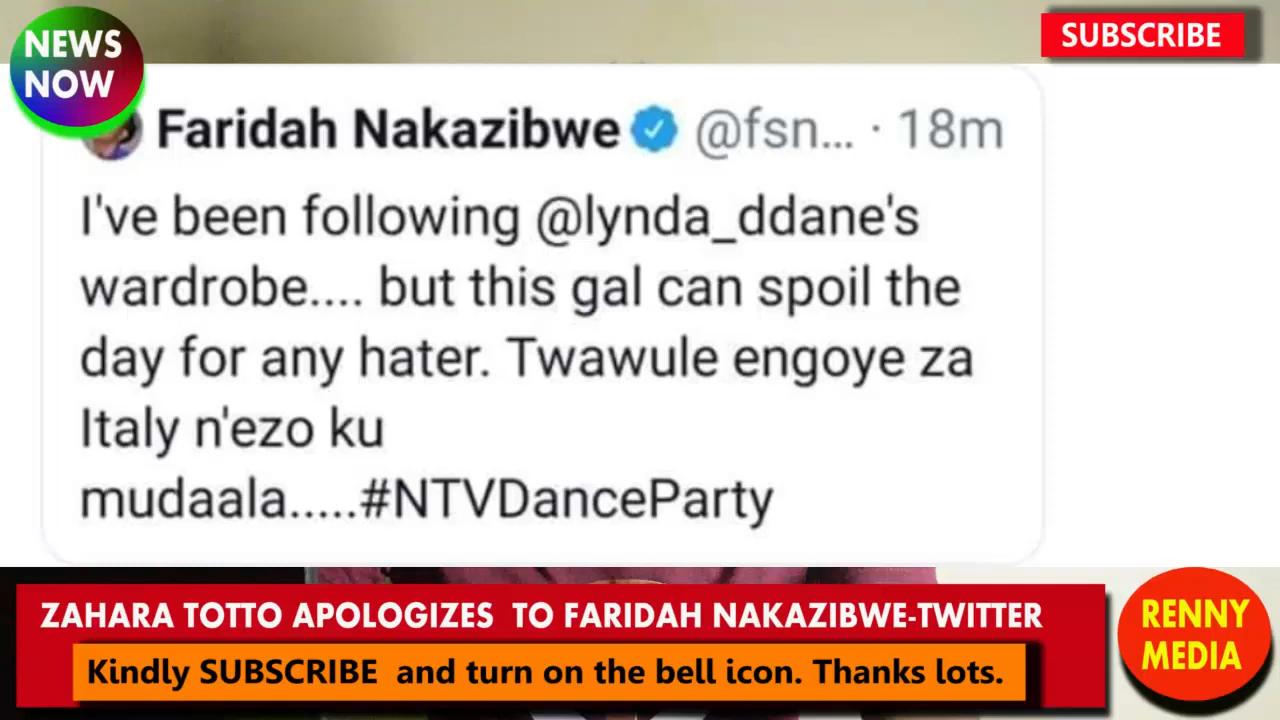 NEWS
NOW
SUBSCRIBE
Faridah Nakazibwe @fsn... · 18m
I've been following @lynda_ddane's
wardrobe.... but this gal can spoil the
day for any hater. Twawule engoye za
Italy n'ezo ku
mudaala.....#NTVDanceParty
ZAHARA TOTTO APOLOGIZES TO FARIDAH NAKAZIBWE-TWITTER
Kindly SUBSCRIBE and turn on the bell icon. Thanks lots.
RENNY
MEDIA